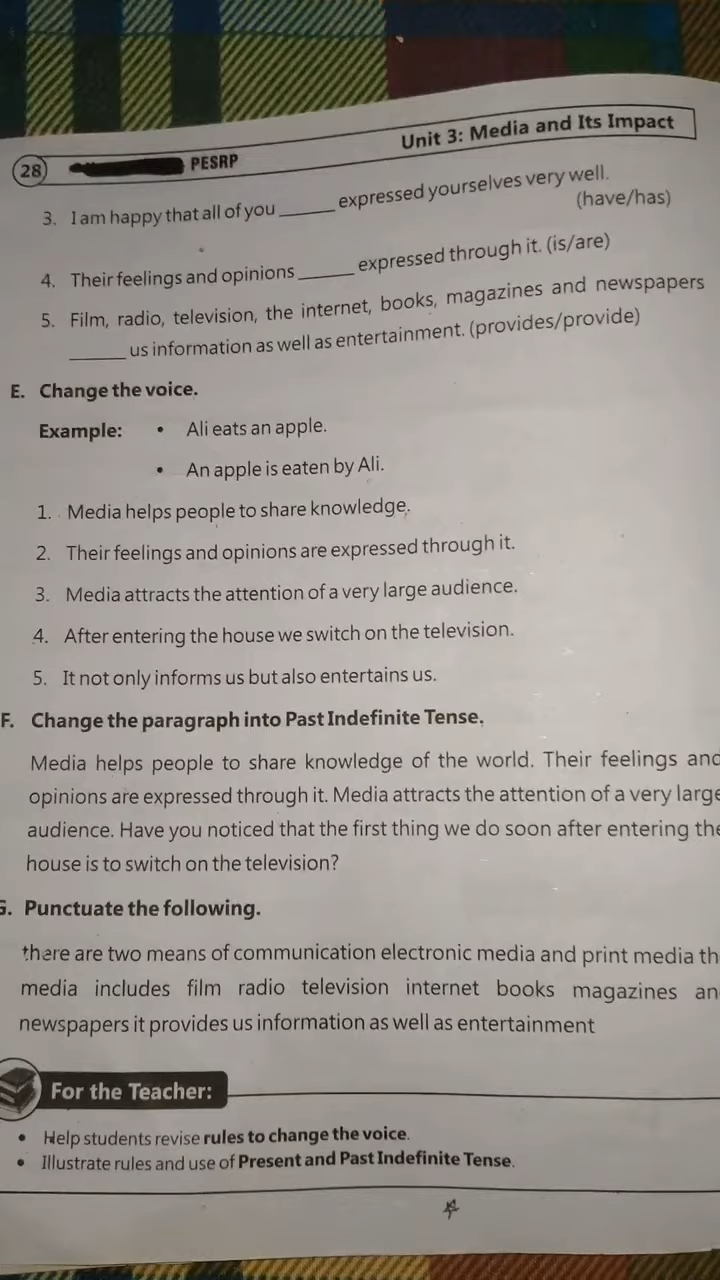 28 PESRP Unit 3: Media and Its Impact
3. I am happy that all of you ______ expressed yourselves very well.
(have/has)
4. Their feelings and opinions ______ expressed through it. (is/are)
5. Film, radio, television, the internet, books, magazines and newspapers
______ us information as well as entertainment. (provides/provide)
E. Change the voice.
Example: • Ali eats an apple.
• An apple is eaten by Ali.
1. Media helps people to share knowledge.
2. Their feelings and opinions are expressed through it.
3. Media attracts the attention of a very large audience.
4. After entering the house we switch on the television.
5. It not only informs us but also entertains us.
F. Change the paragraph into Past Indefinite Tense.
Media helps people to share knowledge of the world. Their feelings and
opinions are expressed through it. Media attracts the attention of a very large
audience. Have you noticed that the first thing we do soon after entering the
house is to switch on the television?
G. Punctuate the following.
there are two means of communication electronic media and print media th
media includes film radio television internet books magazines an
newspapers it provides us information as well as entertainment
For the Teacher:
• Help students revise rules to change the voice.
• Illustrate rules and use of Present and Past Indefinite Tense.